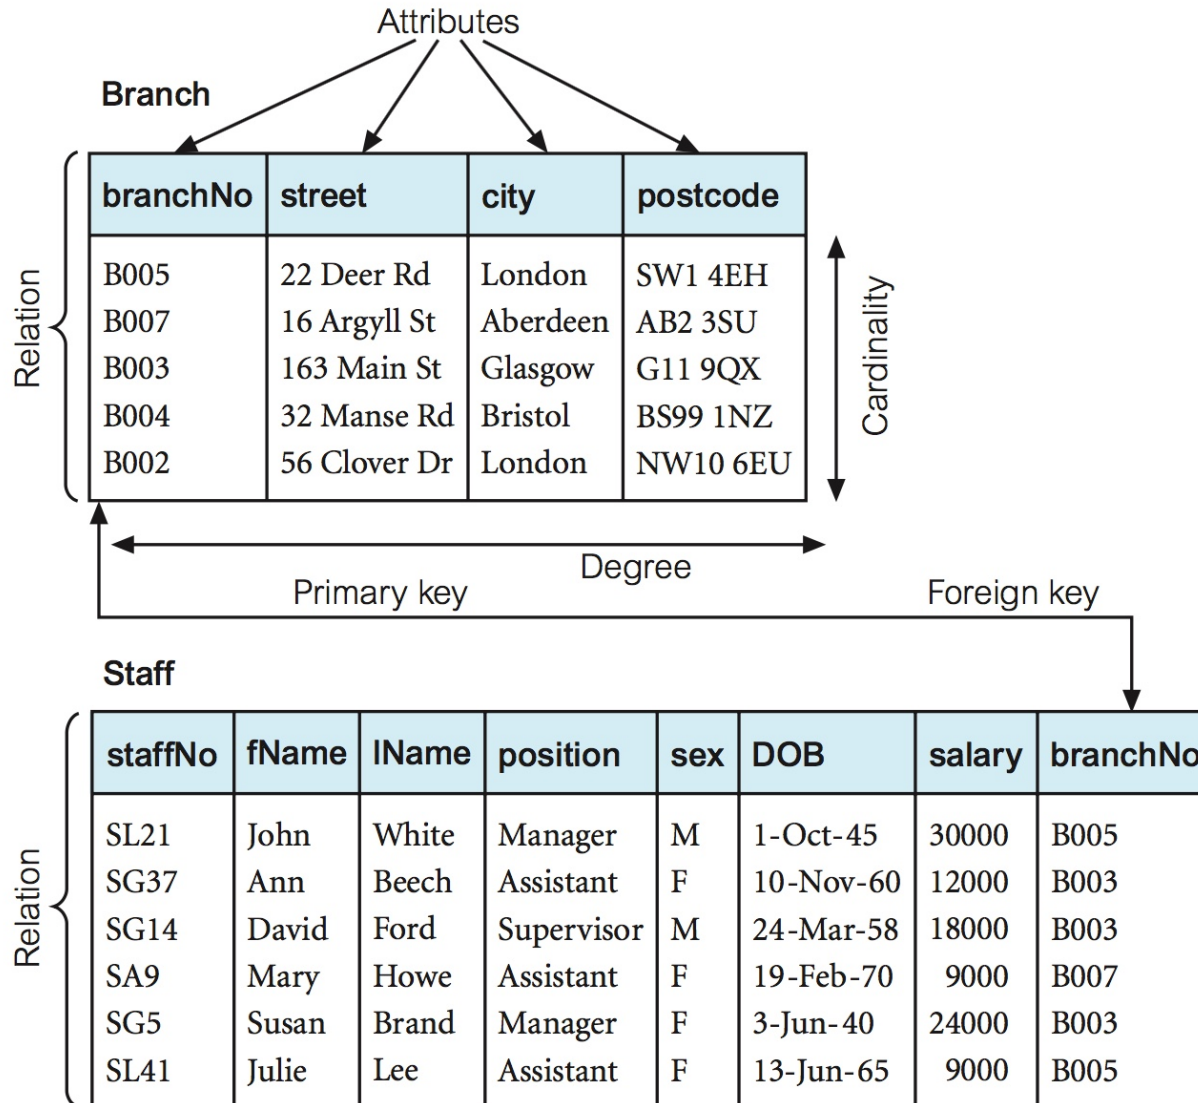 Attributes
Branch
branchNo street city postcode
B005 22 Deer Rd London SW1 4EH
B007 16 Argyll St Aberdeen AB2 3SU
B003 163 Main St Glasgow G11 9QX
B004 32 Manse Rd Bristol BS99 1NZ
B002 56 Clover Dr London NW10 6EU
Relation
Cardinality
Degree
Primary key
Foreign key
Staff
staffNo fName lName position sex DOB salary branchNo
SL21 John White Manager M 1-Oct-45 30000 B005
SG37 Ann Beech Assistant F 10-Nov-60 12000 B003
SG14 David Ford Supervisor M 24-Mar-58 18000 B003
SA9 Mary Howe Assistant F 19-Feb-70 9000 B007
SG5 Susan Brand Manager F 3-Jun-40 24000 B003
SL41 Julie Lee Assistant F 13-Jun-65 9000 B005
Relation